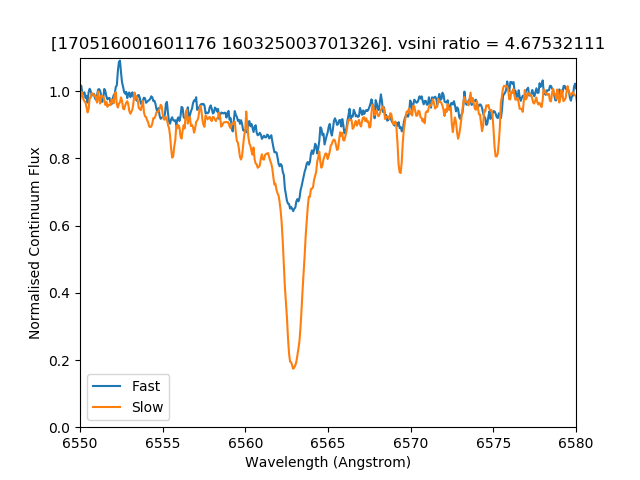 [170516001601176 160325003701326]. vsini ratio = 4.67532111
Normalised Continuum Flux
1.0
0.8
0.6
0.4
0.2
0.0
Fast
Slow
6550 6555 6560 6565 6570 6575 6580
Wavelength (Angstrom)